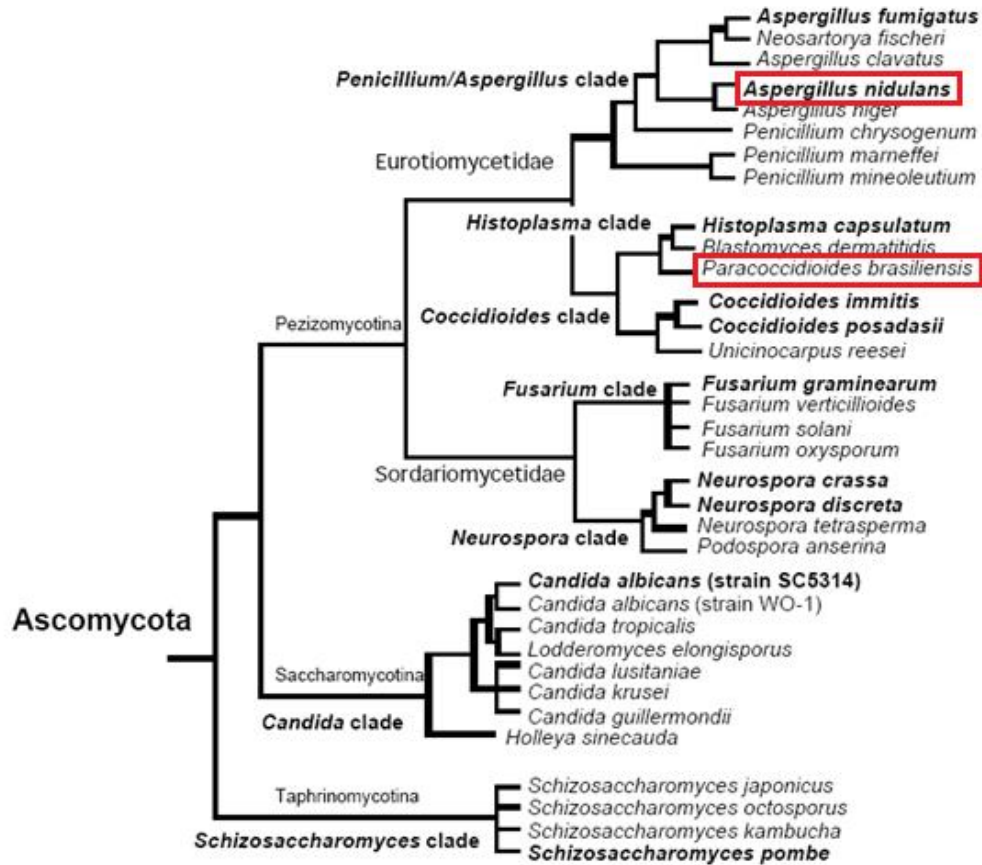 Aspergillus fumigatus
Neosartorya fischeri
Aspergillus clavatus
Penicillium/Aspergillus clade
Aspergillus nidulans
Aspergillus niger
Penicillium chrysogenum
Eurotiomycetidae
Penicillium marneffei
Penicillium mineoleutium
Histoplasma clade
Histoplasma capsulatum
Blastomyces dermatitidis
Paracoccidioides brasiliensis
Pezizomycotina
Coccidioides clade
Coccidioides immitis
Coccidioides posadasii
Unicinocarpus reesei
Fusarium clade
Fusarium graminearum
Fusarium verticillioides
Fusarium solani
Fusarium oxysporum
Sordariomycetidae
Neurospora crassa
Neurospora discreta
Neurospora tetrasperma
Neurospora clade
Podospora anserina
Candida albicans (strain SC5314)
Candida albicans (strain WO-1)
Ascomycota
Candida tropicalis
Lodderomyces elongisporus
Saccharomycotina
Candida lusitaniae
Candida krusei
Candida clade
Candida guillermondii
Holleya sinecauda
Taphrinomycotina
Schizosaccharomyces japonicus
Schizosaccharomyces octosporus
Schizosaccharomyces clade
Schizosaccharomyces kambucha
Schizosaccharomyces pombe